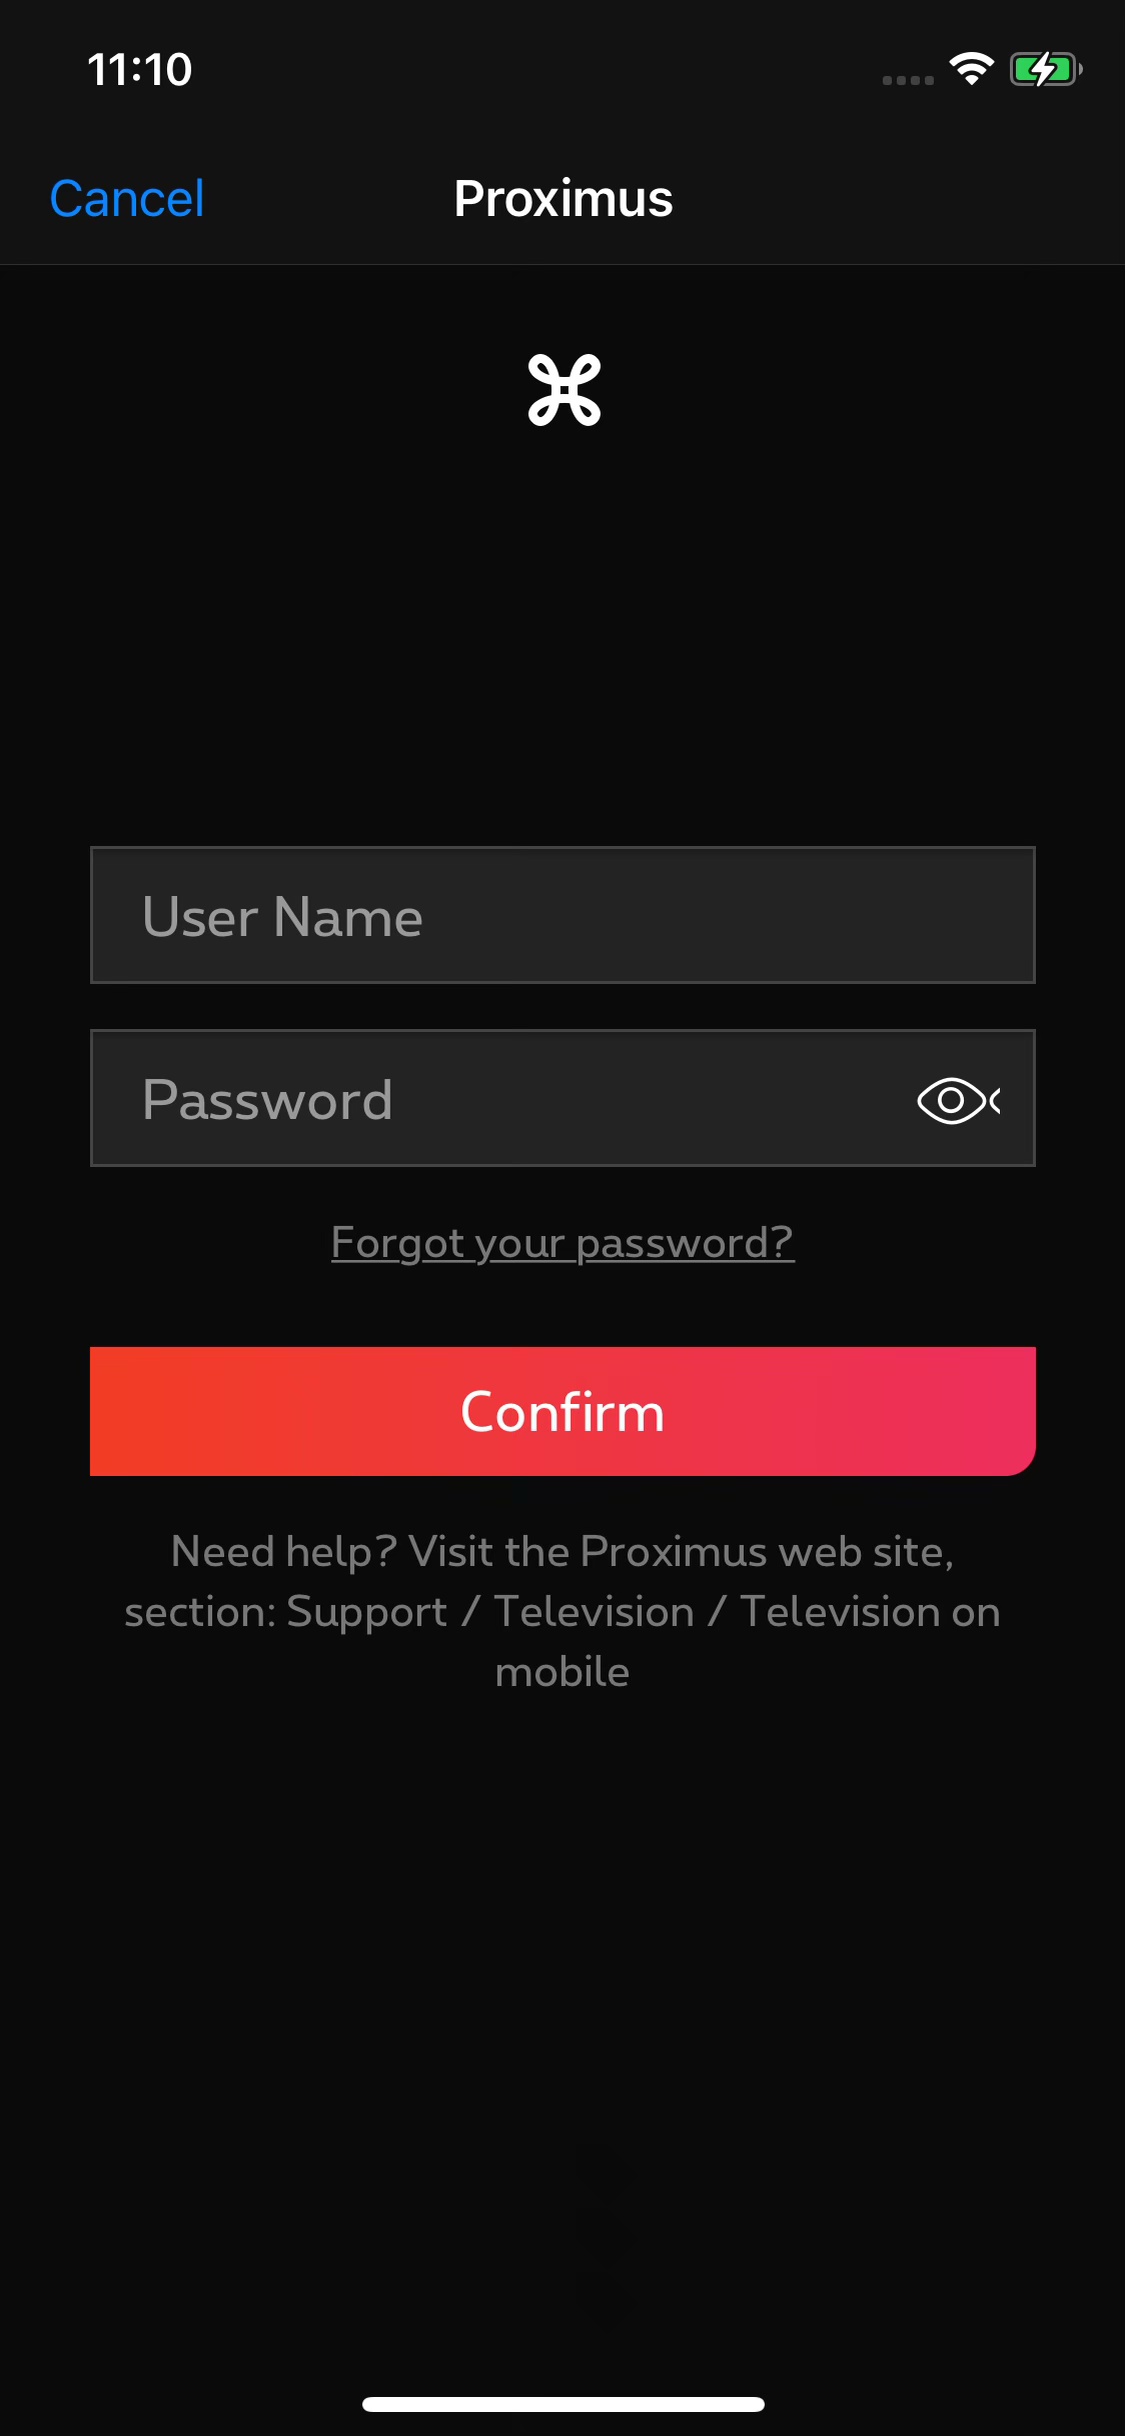 11:10
Cancel
Proximus
User Name
Password
Forgot your password?
Confirm
Need help? Visit the Proximus web site,
section: Support / Television / Television on
mobile